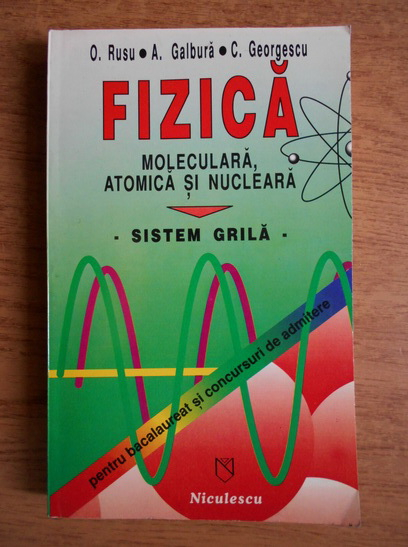 O. Rusu • A. Galbură • C. Georgescu
FIZICĂ
MOLECULARĂ,
ATOMICĂ ȘI NUCLEARĂ
- SISTEM GRILĂ -
pentru bacalaureat și concursuri de admitere
Niculescu